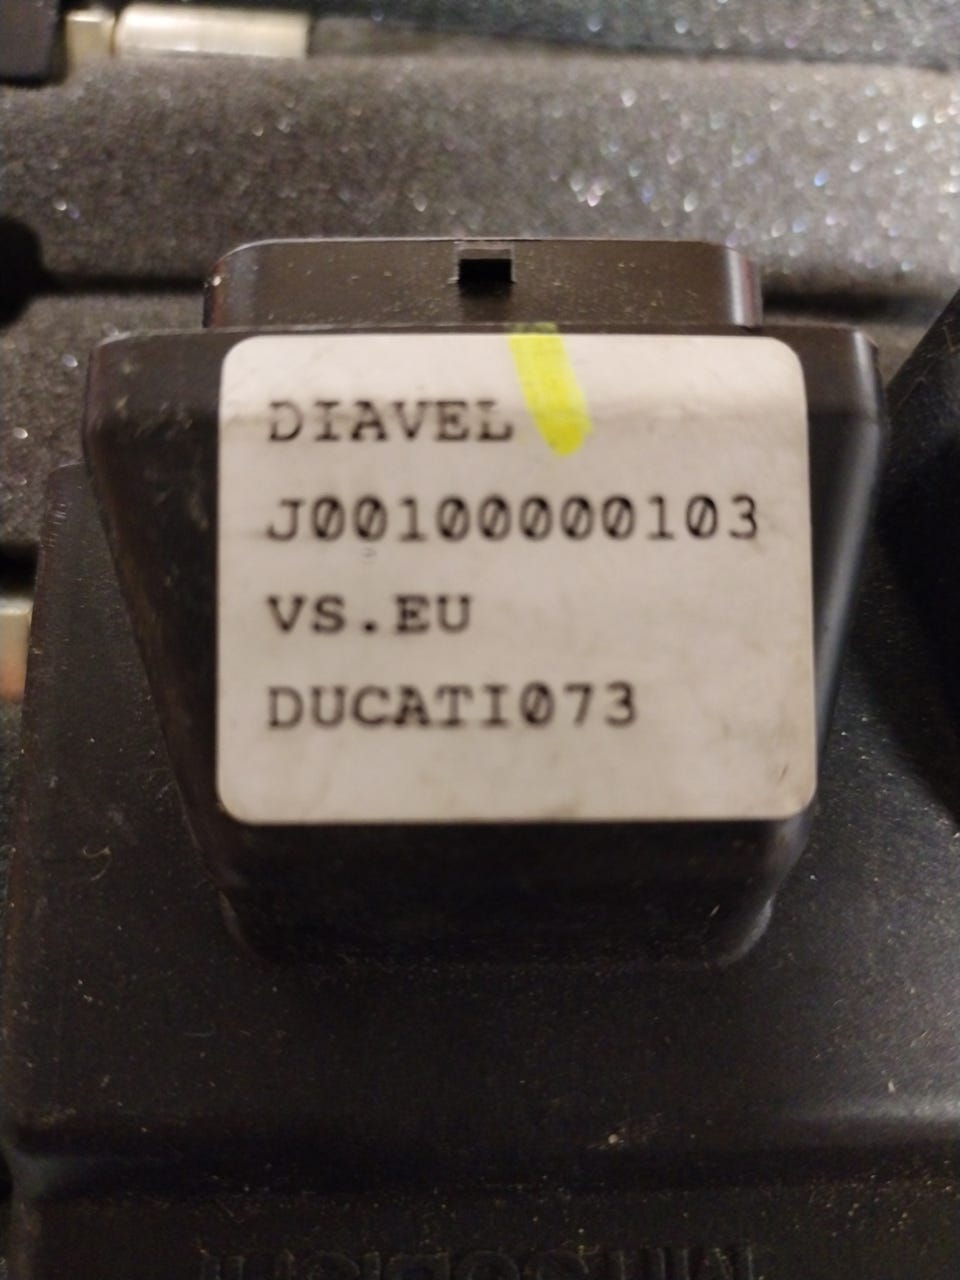 DIAVEL
J00100000103
VS.EU
DUCATI073